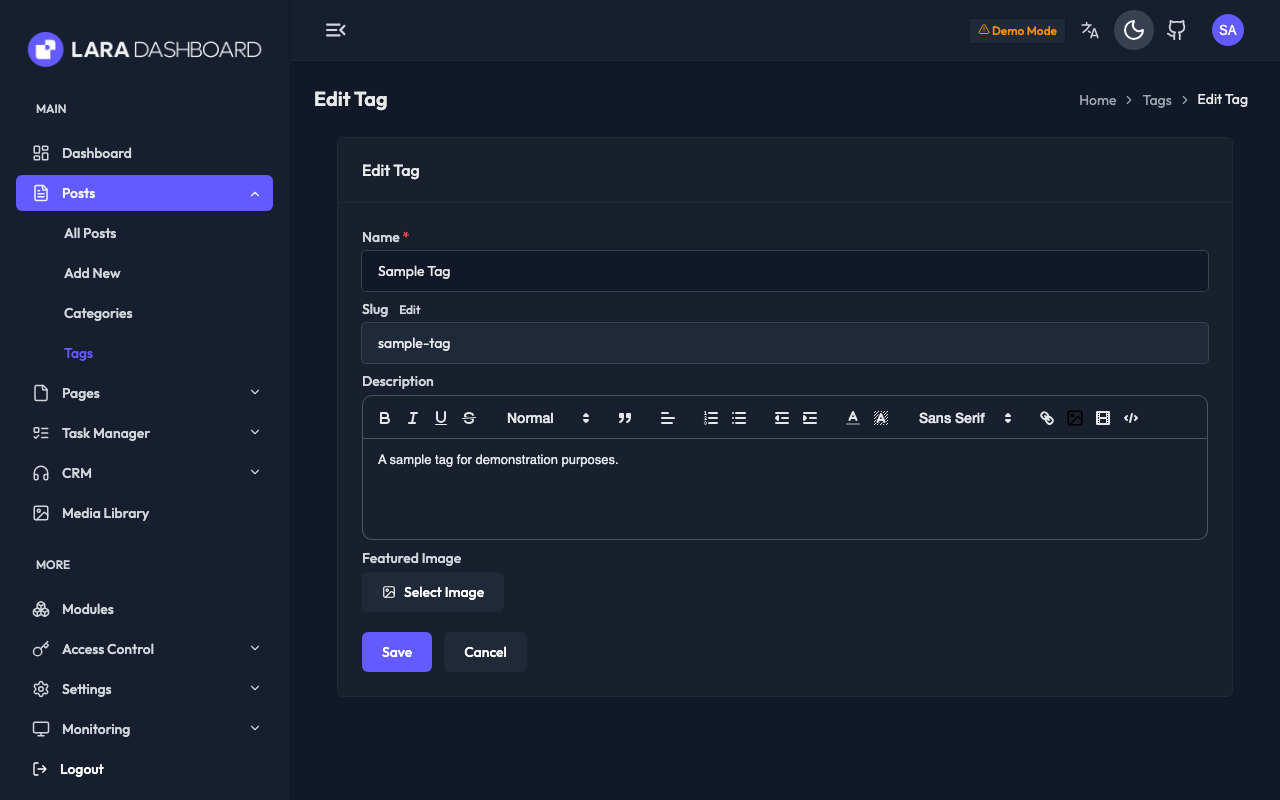 LARA DASHBOARD
Demo Mode
SA
MAIN
Dashboard
Posts
All Posts
Add New
Categories
Tags
Pages
Task Manager
CRM
Media Library
MORE
Modules
Access Control
Settings
Monitoring
Logout
Edit Tag
Home > Tags > Edit Tag
Edit Tag
Name *
Sample Tag
Slug Edit
sample-tag
Description
Normal Sans Serif
A sample tag for demonstration purposes.
Featured Image
Select Image
Save Cancel